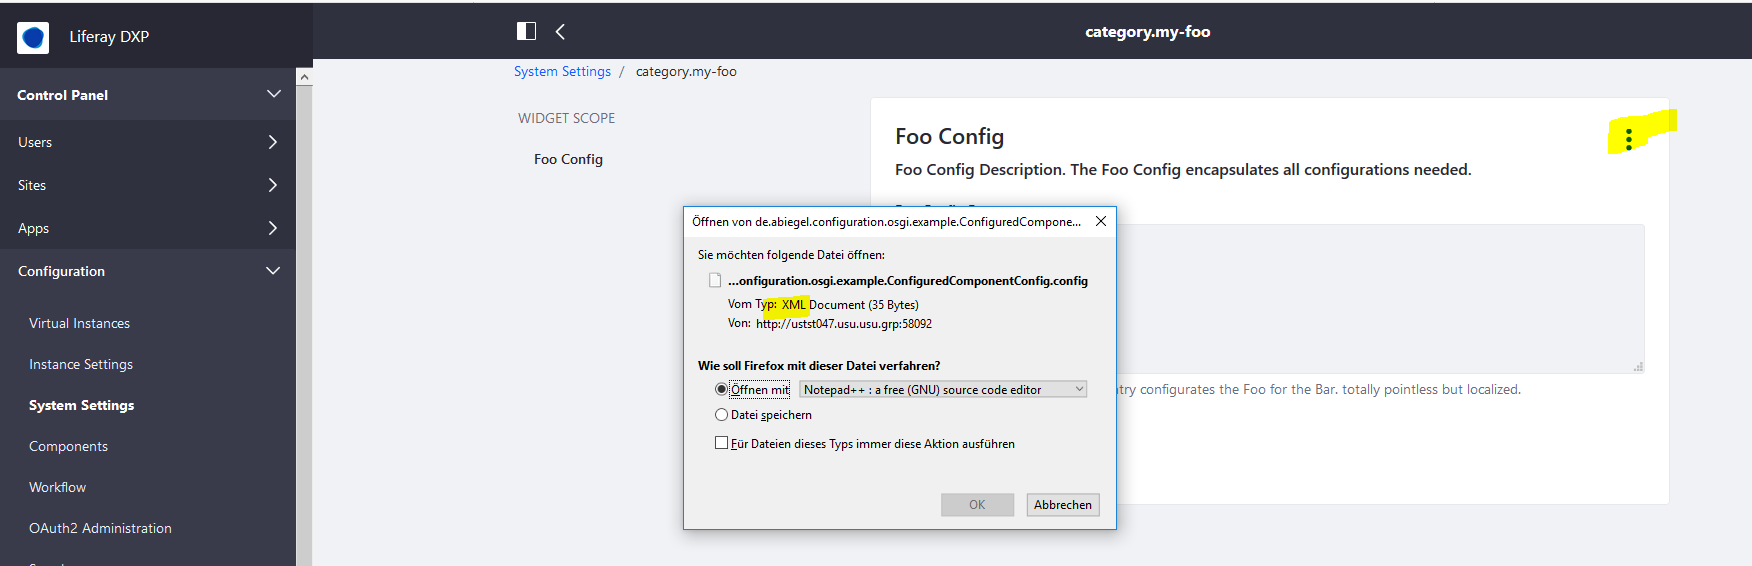 Liferay DXP
category.my-foo
System Settings / category.my-foo
Control Panel
Users
Sites
Apps
Configuration
Virtual Instances
Instance Settings
System Settings
Components
Workflow
OAuth2 Administration
WIDGET SCOPE
Foo Config
Foo Config
Foo Config Description. The Foo Config encapsulates all configurations needed.
Öffnen von de.abiegel.configuration.osgi.example.ConfiguredCompone...
Sie möchten folgende Datei öffnen:
...onfiguration.osgi.example.ConfiguredComponentConfig.config
Vom Typ: XML Document (35 Bytes)
Von: http://ustst047.usu.usu.grp:58092
Wie soll Firefox mit dieser Datei verfahren?
Öffnen mit Notepad++ : a free (GNU) source code editor
Datei speichern
Für Dateien dieses Typs immer diese Aktion ausführen
OK Abbrechen
try configurates the Foo for the Bar. totally pointless but localized.